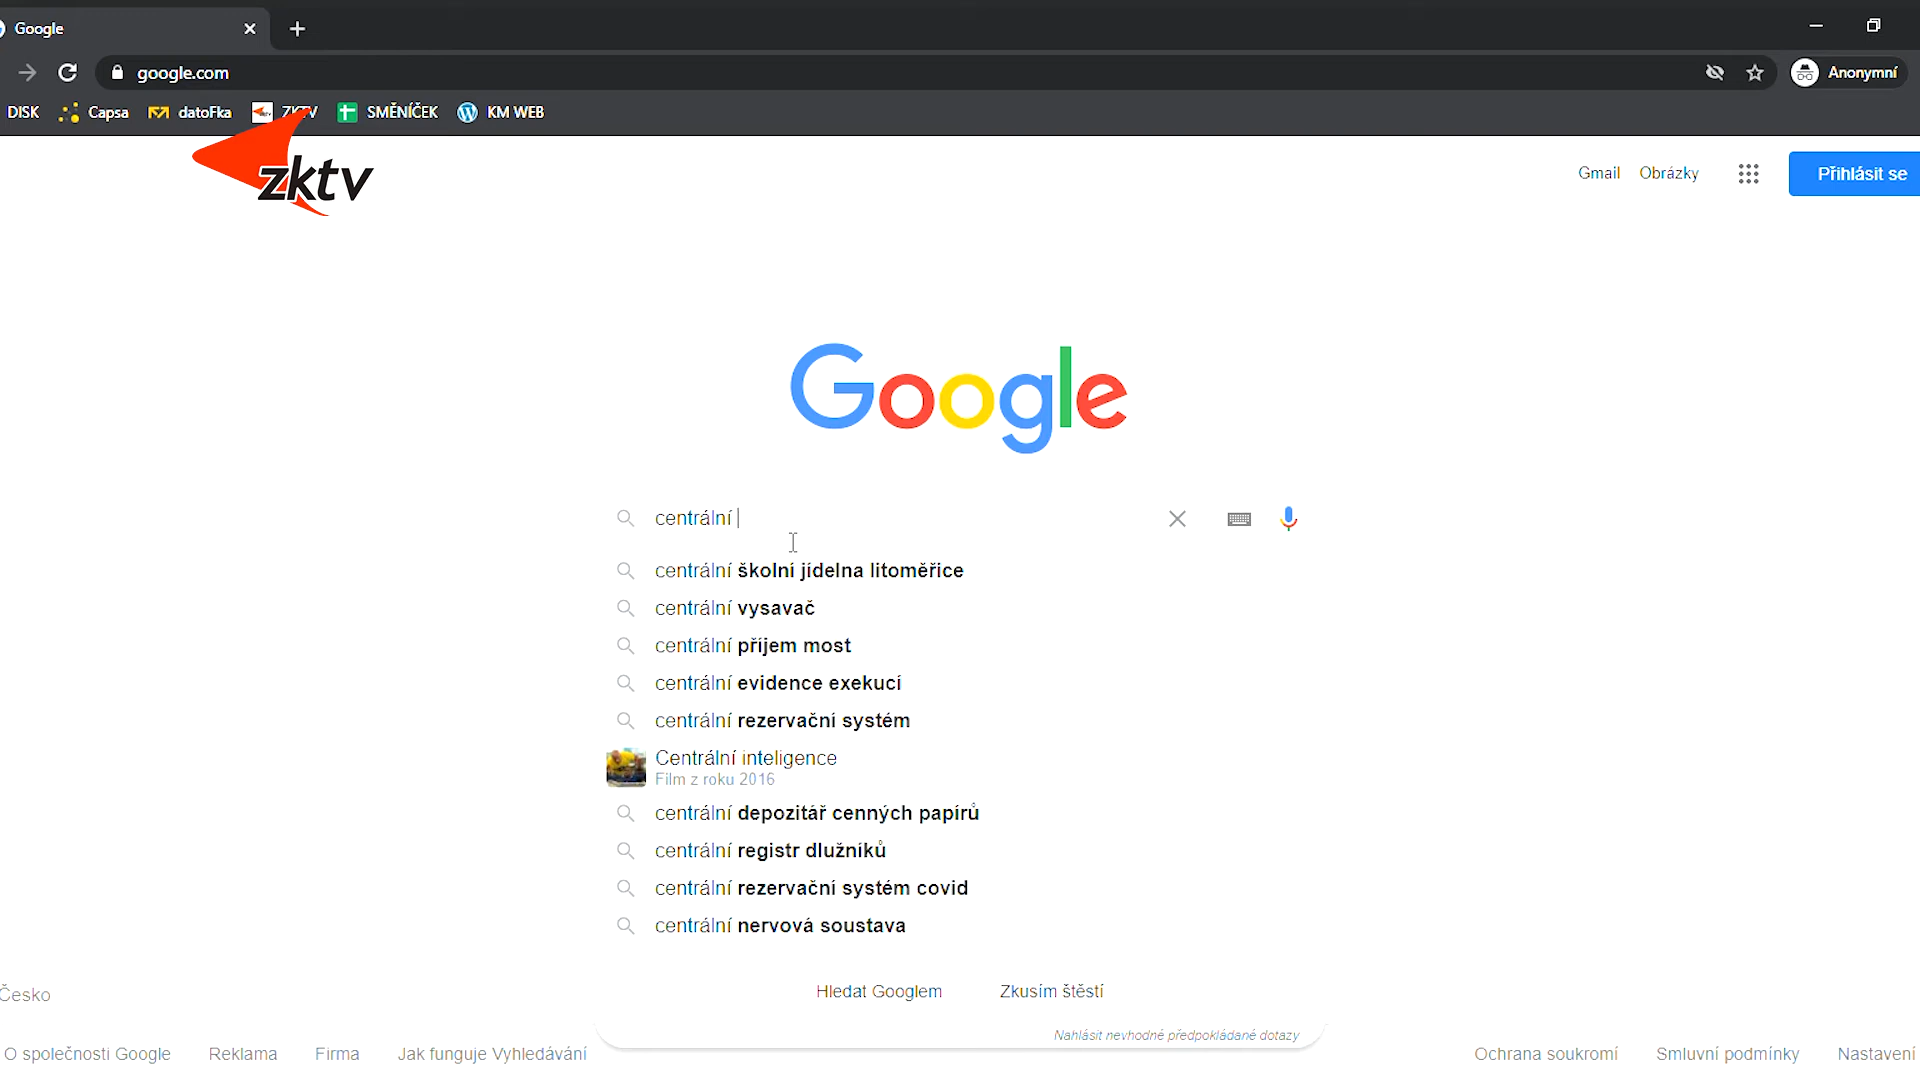 Google
google.com
Anonymní
DISK Capsa datoFka ZKTV SMĚNÍČEK KM WEB
zktv
Gmail Obrázky Přihlásit se
Google
centrální
centrální školní jídelna litoměřice
centrální vysavač
centrální příjem most
centrální evidence exekucí
centrální rezervační systém
Centrální inteligence
Film z roku 2016
centrální depozitář cenných papírů
centrální registr dlužníků
centrální rezervační systém covid
centrální nervová soustava
Hledat Googlem Zkusím štěstí
Česko
Nahlásit nevhodné předpokládané dotazy
O společnosti Google Reklama Firma Jak funguje Vyhledávání Ochrana soukromí Smluvní podmínky Nastavení